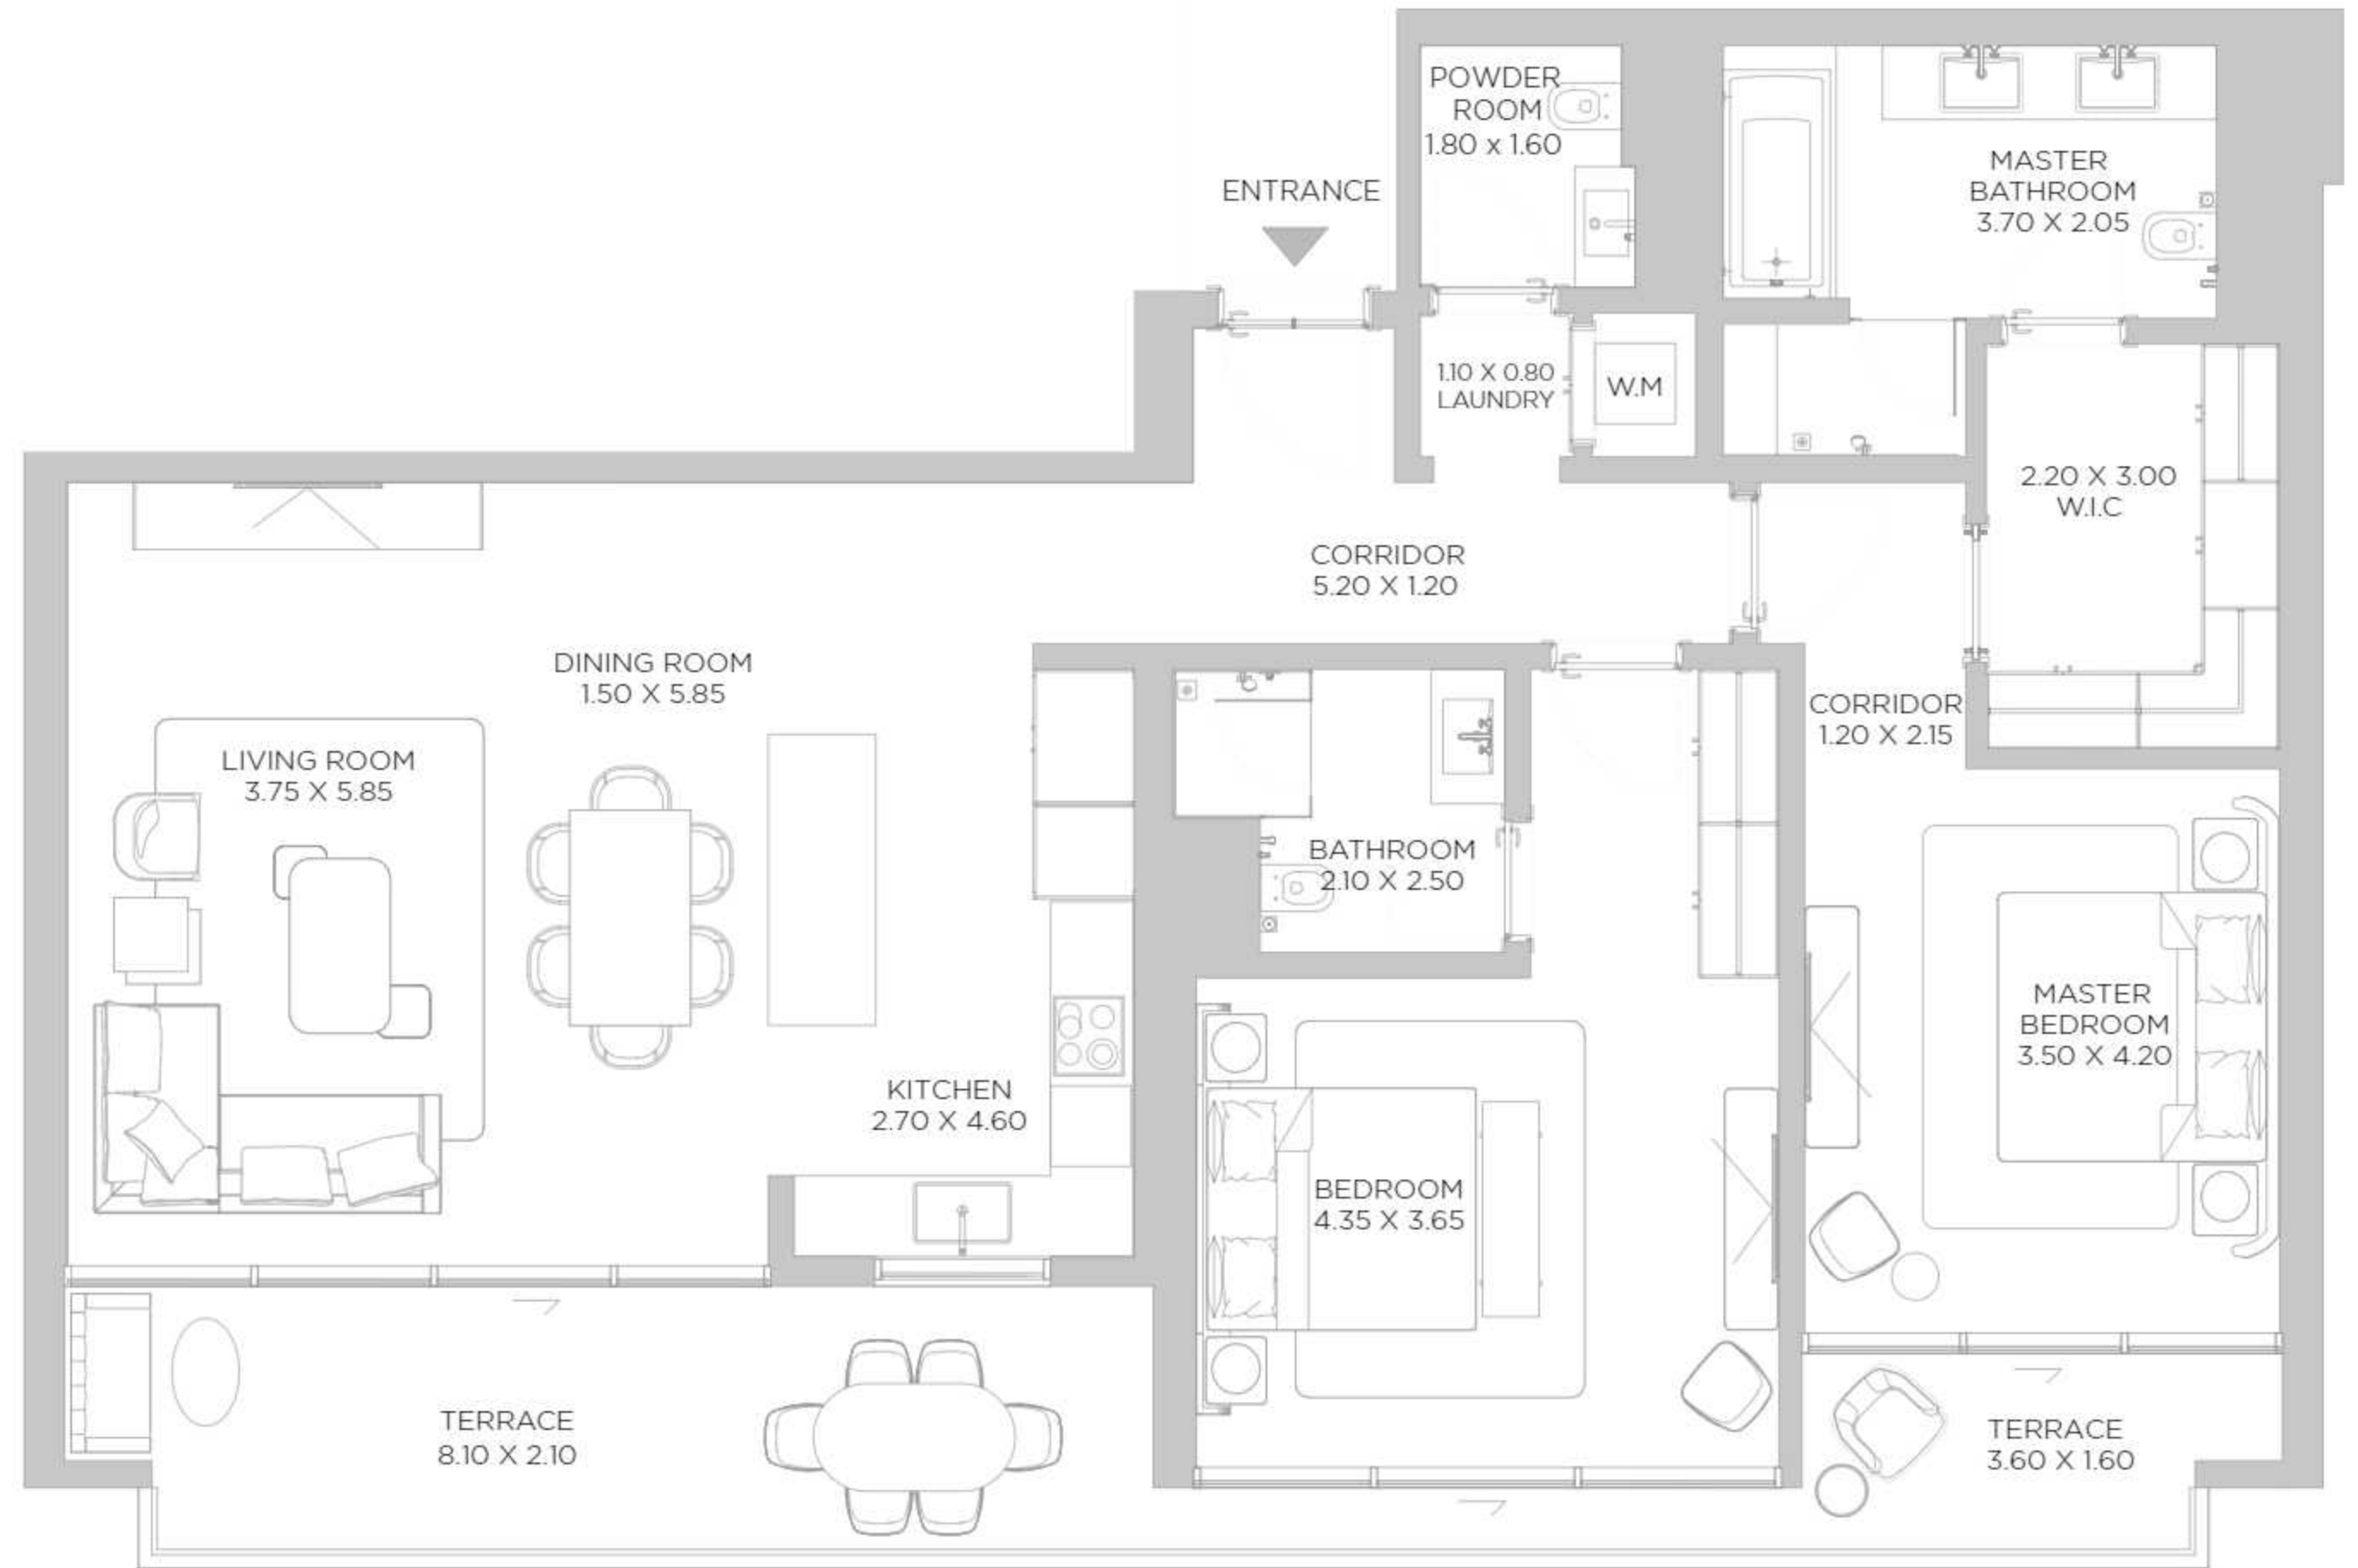 POWDER
ROOM
1.80 x 1.60
MASTER
BATHROOM
3.70 X 2.05
ENTRANCE
1.10 X 0.80
LAUNDRY
W.M
2.20 X 3.00
W.I.C
CORRIDOR
5.20 X 1.20
DINING ROOM
1.50 X 5.85
CORRIDOR
1.20 X 2.15
LIVING ROOM
3.75 X 5.85
BATHROOM
2.10 X 2.50
MASTER
BEDROOM
3.50 X 4.20
KITCHEN
2.70 X 4.60
BEDROOM
4.35 X 3.65
TERRACE
8.10 X 2.10
TERRACE
3.60 X 1.60